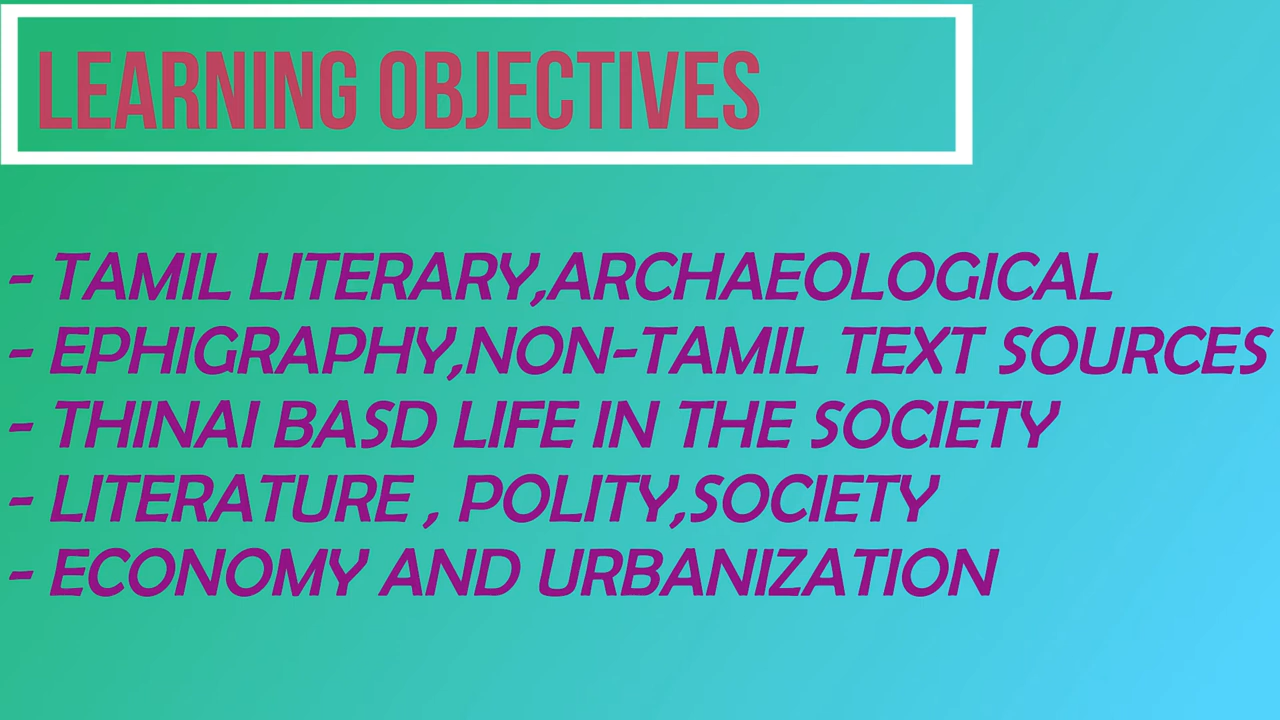 LEARNING OBJECTIVES
- TAMIL LITERARY,ARCHAEOLOGICAL
- EPHIGRAPHY,NON-TAMIL TEXT SOURCES
- THINAI BASD LIFE IN THE SOCIETY
- LITERATURE , POLITY,SOCIETY
- ECONOMY AND URBANIZATION